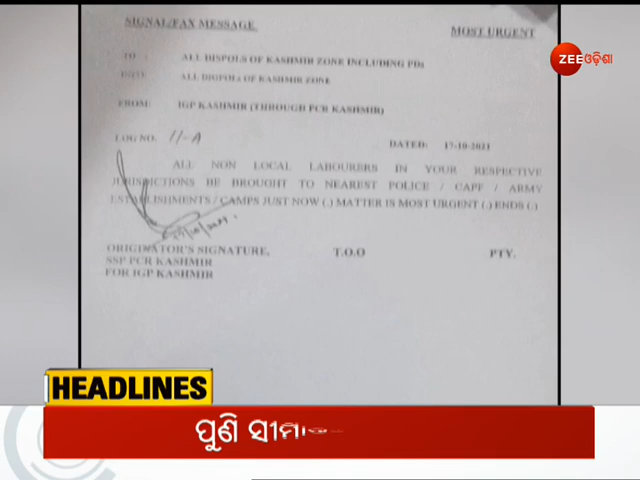 SIGNAL/FAX MESSAGE
MOST URGENT
ZEE ଓଡ଼ିଶା
TO : ALL DISPOLS OF KASHMIR ZONE INCLUDING PDs
INFO: ALL DIGPOLs OF KASHMIR ZONE
FROM: IGP KASHMIR (THROUGH PCR KASHMIR)
LOG NO. 11-A
DATED: 17-10-2021
ALL NON LOCAL LABOURERS IN YOUR RESPECTIVE
JURISDICTIONS BE BROUGHT TO NEAREST POLICE / CAPF / ARMY
ESTABLISHMENTS / CAMPS JUST NOW (.) MATTER IS MOST URGENT (.) ENDS (.)
ORIGINATOR'S SIGNATURE, T.O.O PTY.
SSP PCR KASHMIR
FOR IGP KASHMIR
HEADLINES
ପୁଣି